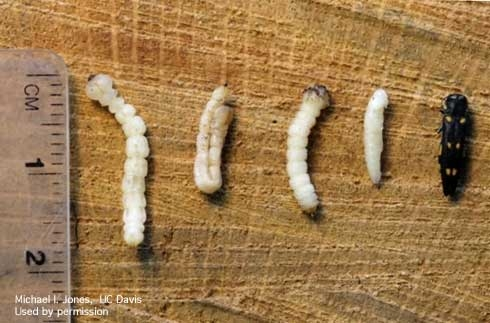 CM
1
2
Michael I. Jones, UC Davis
Used by permission